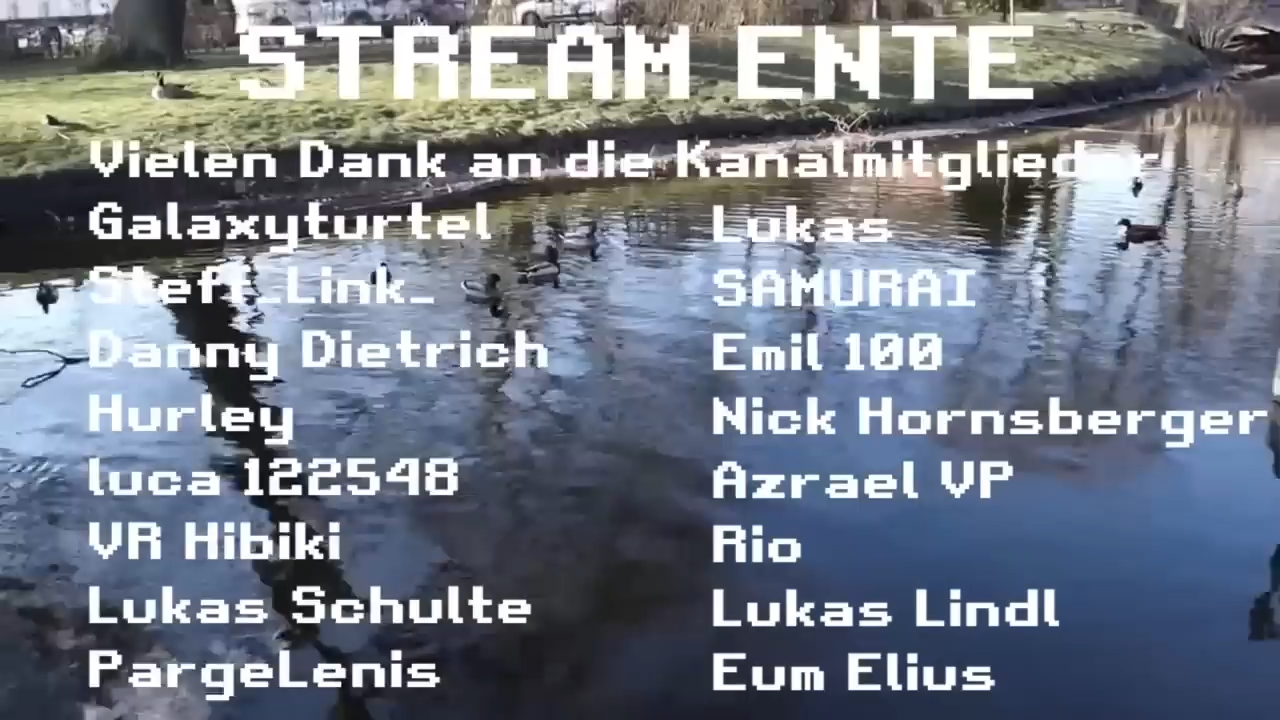 STREAM ENTE
Vielen Dank an die Kanalmitglieder
Galaxyturtel
Lukas
Steff_Link_
SAMURAI
Danny Dietrich
Emil 100
Hurley
Nick Hornsberger
luca 122548
Azrael VP
VR Hibiki
Rio
Lukas Schulte
Lukas Lindl
PargeLenis
Eum Elius